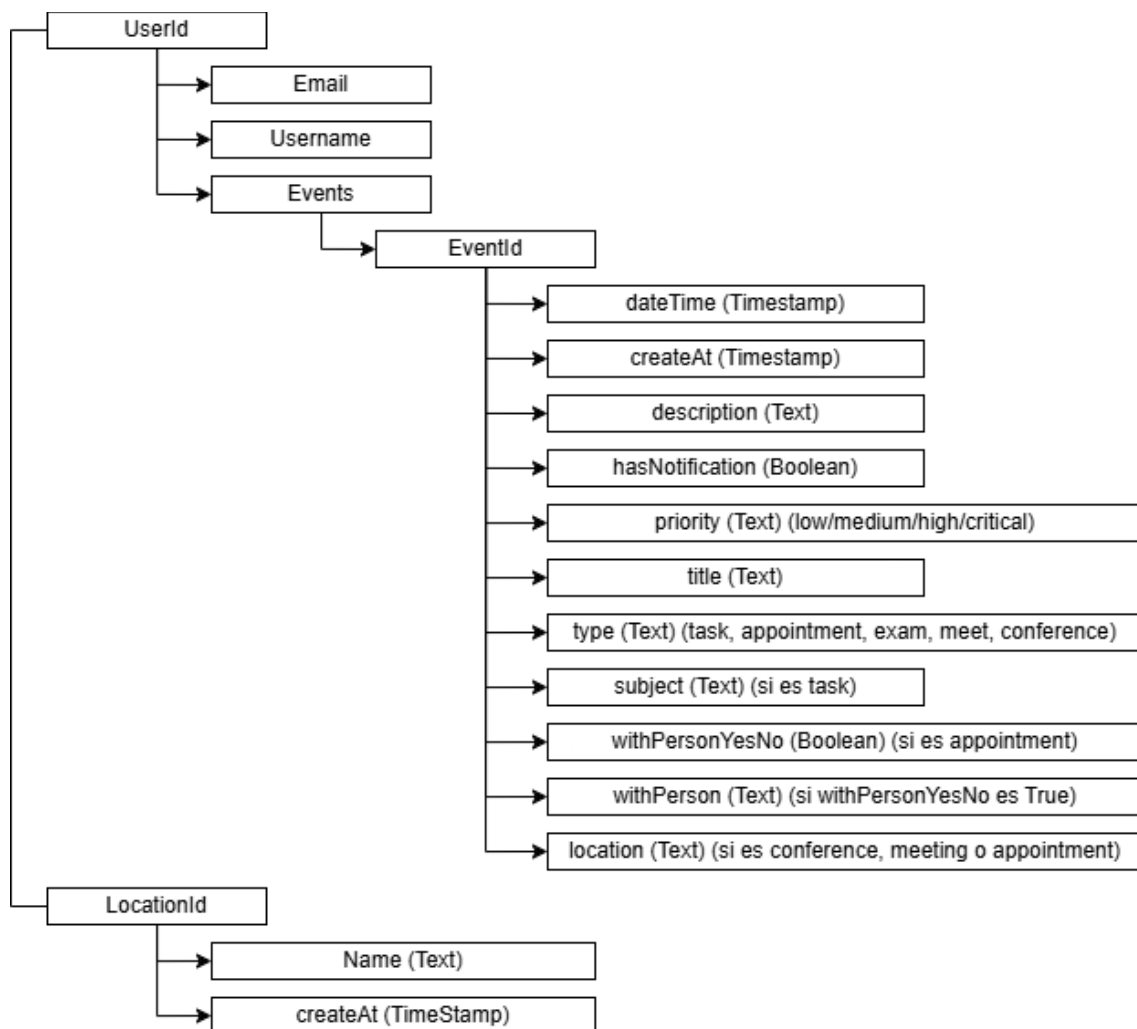 UserId
Email
Username
Events
EventId
dateTime (Timestamp)
createAt (Timestamp)
description (Text)
hasNotification (Boolean)
priority (Text) (low/medium/high/critical)
title (Text)
type (Text) (task, appointment, exam, meet, conference)
subject (Text) (si es task)
withPersonYesNo (Boolean) (si es appointment)
withPerson (Text) (si withPersonYesNo es True)
location (Text) (si es conference, meeting o appointment)
LocationId
Name (Text)
createAt (TimeStamp)